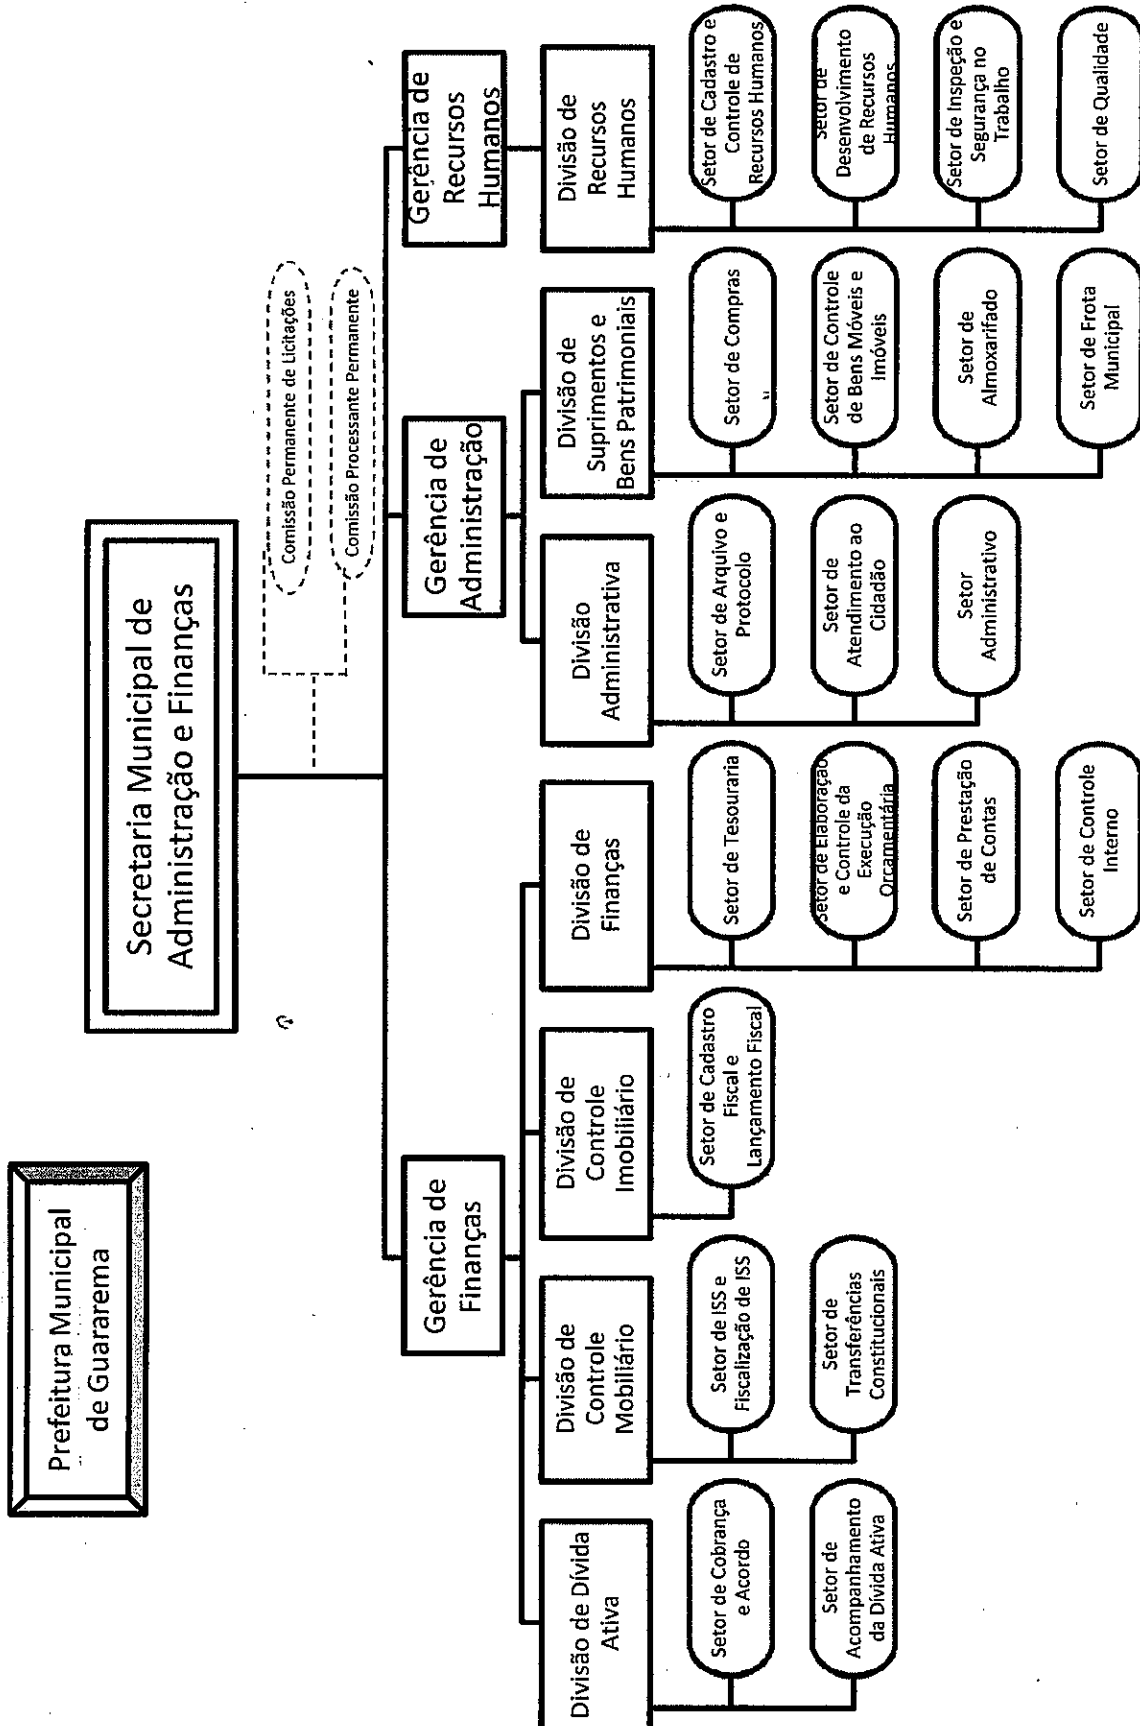 Prefeitura Municipal
de Guararema
Secretaria Municipal de
Administração e Finanças
Comissão Permanente de Licitações
Comissão Processante Permanente
Gerência de
Finanças
Gerência de
Administração
Gerência de
Recursos
Humanos
Divisão de Dívida
Ativa
Divisão de
Controle
Mobiliário
Divisão de
Controle
Imobiliário
Divisão de
Finanças
Divisão
Administrativa
Divisão de
Suprimentos e
Bens Patrimoniais
Divisão de
Recursos
Humanos
Setor de Cobrança
e Acordo
Setor de
Acompanhamento
da Dívida Ativa
Setor de ISS e
Fiscalização de ISS
Setor de
Transferências
Constitucionais
Setor de Cadastro
Fiscal e
Lançamento Fiscal
Setor de Tesouraria
Setor de Elaboração
e Controle da
Execução
Orçamentária
Setor de Prestação
de Contas
Setor de Controle
Interno
Setor de Arquivo e
Protocolo
Setor de
Atendimento ao
Cidadão
Setor
Administrativo
Setor de Compras
Setor de Controle
de Bens Móveis e
Imóveis
Setor de
Almoxarifado
Setor de Frota
Municipal
Setor de Cadastro e
Controle de
Recursos Humanos
Setor de
Desenvolvimento
de Recursos
Humanos
Setor de Inspeção e
Segurança no
Trabalho
Setor de Qualidade